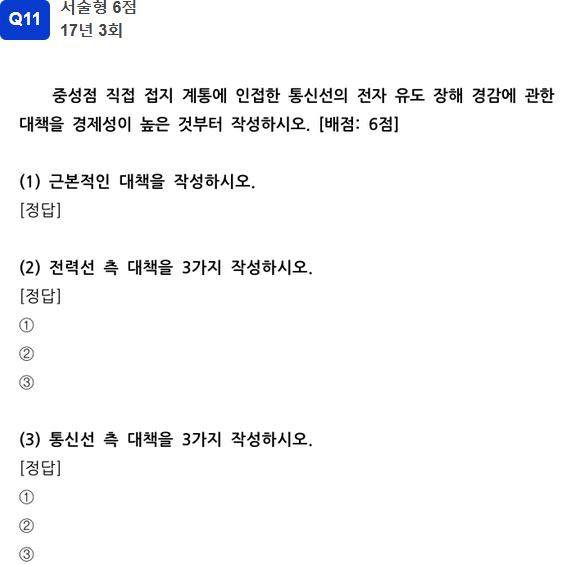 Q11
서술형 6점
17년 3회
중성점 직접 접지 계통에 인접한 통신선의 전자 유도 장해 경감에 관한
대책을 경제성이 높은 것부터 작성하시오. [배점: 6점]
(1) 근본적인 대책을 작성하시오.
[정답]
(2) 전력선 측 대책을 3가지 작성하시오.
[정답]
①
②
③
(3) 통신선 측 대책을 3가지 작성하시오.
[정답]
①
②
③